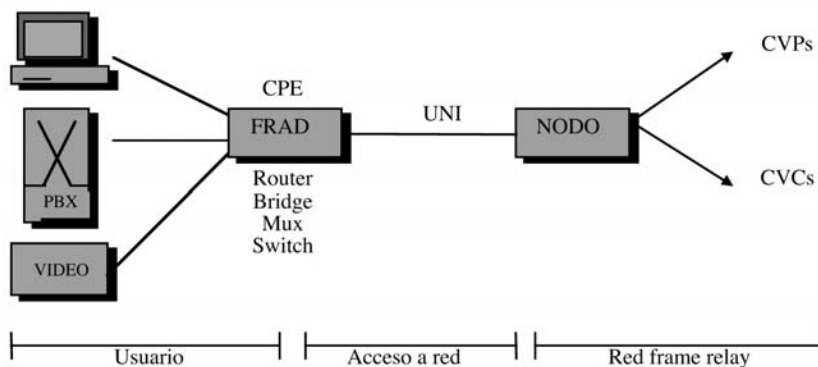 CVPs
CPE
UNI
FRAD
NODO
Router
Bridge
Mux
Switch
CVCs
PBX
VIDEO
Usuario
Acceso a red
Red frame relay